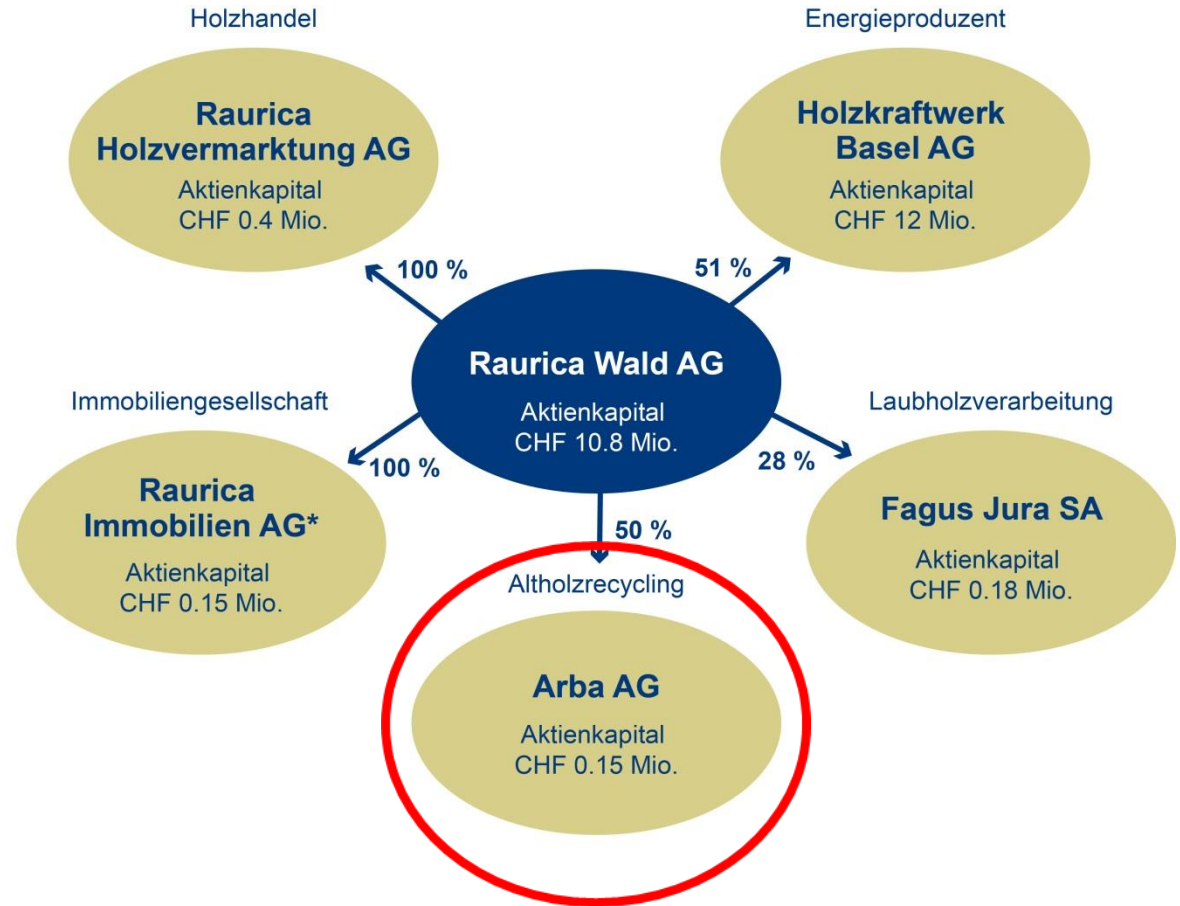 Holzhandel
Raurica
Holzvermarktung AG
Aktienkapital
CHF 0.4 Mio.
Energieproduzent
Holzkraftwerk
Basel AG
Aktienkapital
CHF 12 Mio.
100 %
51 %
Raurica Wald AG
Aktienkapital
CHF 10.8 Mio.
Immobiliengesellschaft
100 %
Raurica
Immobilien AG*
Aktienkapital
CHF 0.15 Mio.
Laubholzverarbeitung
28 %
Fagus Jura SA
Aktienkapital
CHF 0.18 Mio.
50 %
Altholzrecycling
Arba AG
Aktienkapital
CHF 0.15 Mio.